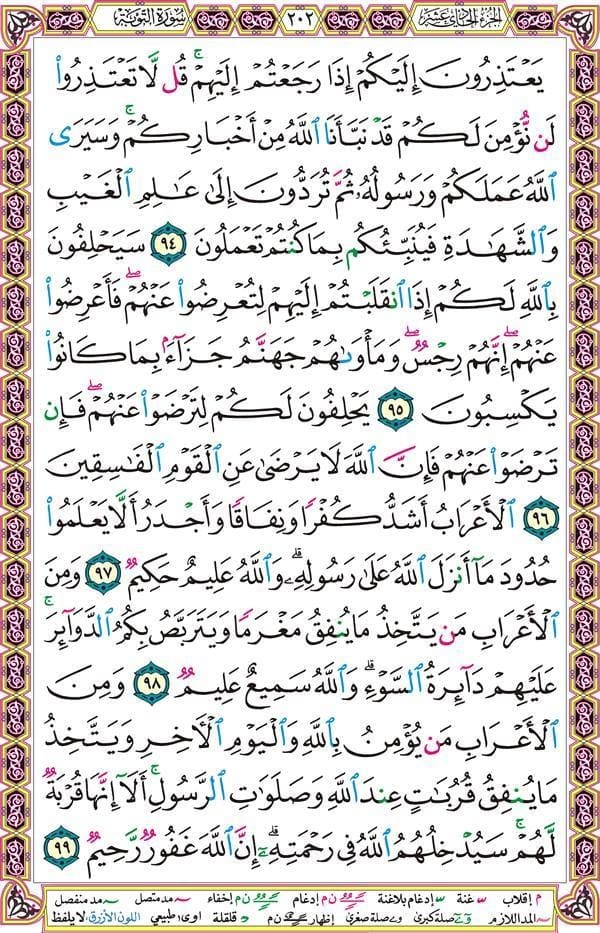 الجزء الحادي عشر ٢٠٢ سورة التوبة
يَعْتَذِرُونَ إِلَيْكُمْ إِذَا رَجَعْتُمْ إِلَيْهِمْ ۚ قُل لَّا تَعْتَذِرُوا۟
لَن نُّؤْمِنَ لَكُمْ قَدْ نَبَّأَنَا ٱللَّهُ مِنْ أَخْبَارِكُمْ ۚ وَسَيَرَى
ٱللَّهُ عَمَلَكُمْ وَرَسُولُهُۥ ثُمَّ تُرَدُّونَ إِلَىٰ عَٰلِمِ ٱلْغَيْبِ
وَٱلشَّهَٰدَةِ فَيُنَبِّئُكُم بِمَا كُنتُمْ تَعْمَلُونَ ٩٤ سَيَحْلِفُونَ
بِٱللَّهِ لَكُمْ إِذَا ٱنقَلَبْتُمْ إِلَيْهِمْ لِتُعْرِضُوا۟ عَنْهُمْ ۖ فَأَعْرِضُوا۟
عَنْهُمْ ۖ إِنَّهُمْ رِجْسٌ ۖ وَمَأْوَىٰهُمْ جَهَنَّمُ جَزَآءًۢ بِمَا كَانُوا۟
يَكْسِبُونَ ٩٥ يَحْلِفُونَ لَكُمْ لِتَرْضَوْا۟ عَنْهُمْ ۖ فَإِن
تَرْضَوْا۟ عَنْهُمْ فَإِنَّ ٱللَّهَ لَا يَرْضَىٰ عَنِ ٱلْقَوْمِ ٱلْفَٰسِقِينَ
٩٦ ٱلْأَعْرَابُ أَشَدُّ كُفْرًا وَنِفَاقًا وَأَجْدَرُ أَلَّا يَعْلَمُوا۟
حُدُودَ مَآ أَنزَلَ ٱللَّهُ عَلَىٰ رَسُولِهِۦ ۗ وَٱللَّهُ عَلِيمٌ حَكِيمٌ ٩٧ وَمِنَ
ٱلْأَعْرَابِ مَن يَتَّخِذُ مَا يُنفِقُ مَغْرَمًا وَيَتَرَبَّصُ بِكُمُ ٱلدَّوَآئِرَ ۚ
عَلَيْهِمْ دَآئِرَةُ ٱلسَّوْءِ ۗ وَٱللَّهُ سَمِيعٌ عَلِيمٌ ٩٨ وَمِنَ
ٱلْأَعْرَابِ مَن يُؤْمِنُ بِٱللَّهِ وَٱلْيَوْمِ ٱلْءَاخِرِ وَيَتَّخِذُ
مَا يُنفِقُ قُرُبَٰتٍ عِندَ ٱللَّهِ وَصَلَوَٰتِ ٱلرَّسُولِ ۚ أَلَآ إِنَّهَا قُرْبَةٌ
لَّهُمْ ۚ سَيُدْخِلُهُمُ ٱللَّهُ فِى رَحْمَتِهِۦٓ ۗ إِنَّ ٱللَّهَ غَفُورٌ رَّحِيمٌ ٩٩
م إقلاب غنة إدغام بلاغنة ن م إدغام ن م إخفاء مد متصل مد منفصل
المد اللازم صلة كبرى صلة صغرى إظهار ن م قلقلة اوى طبيعي اللون الأزرق لا يلفظ